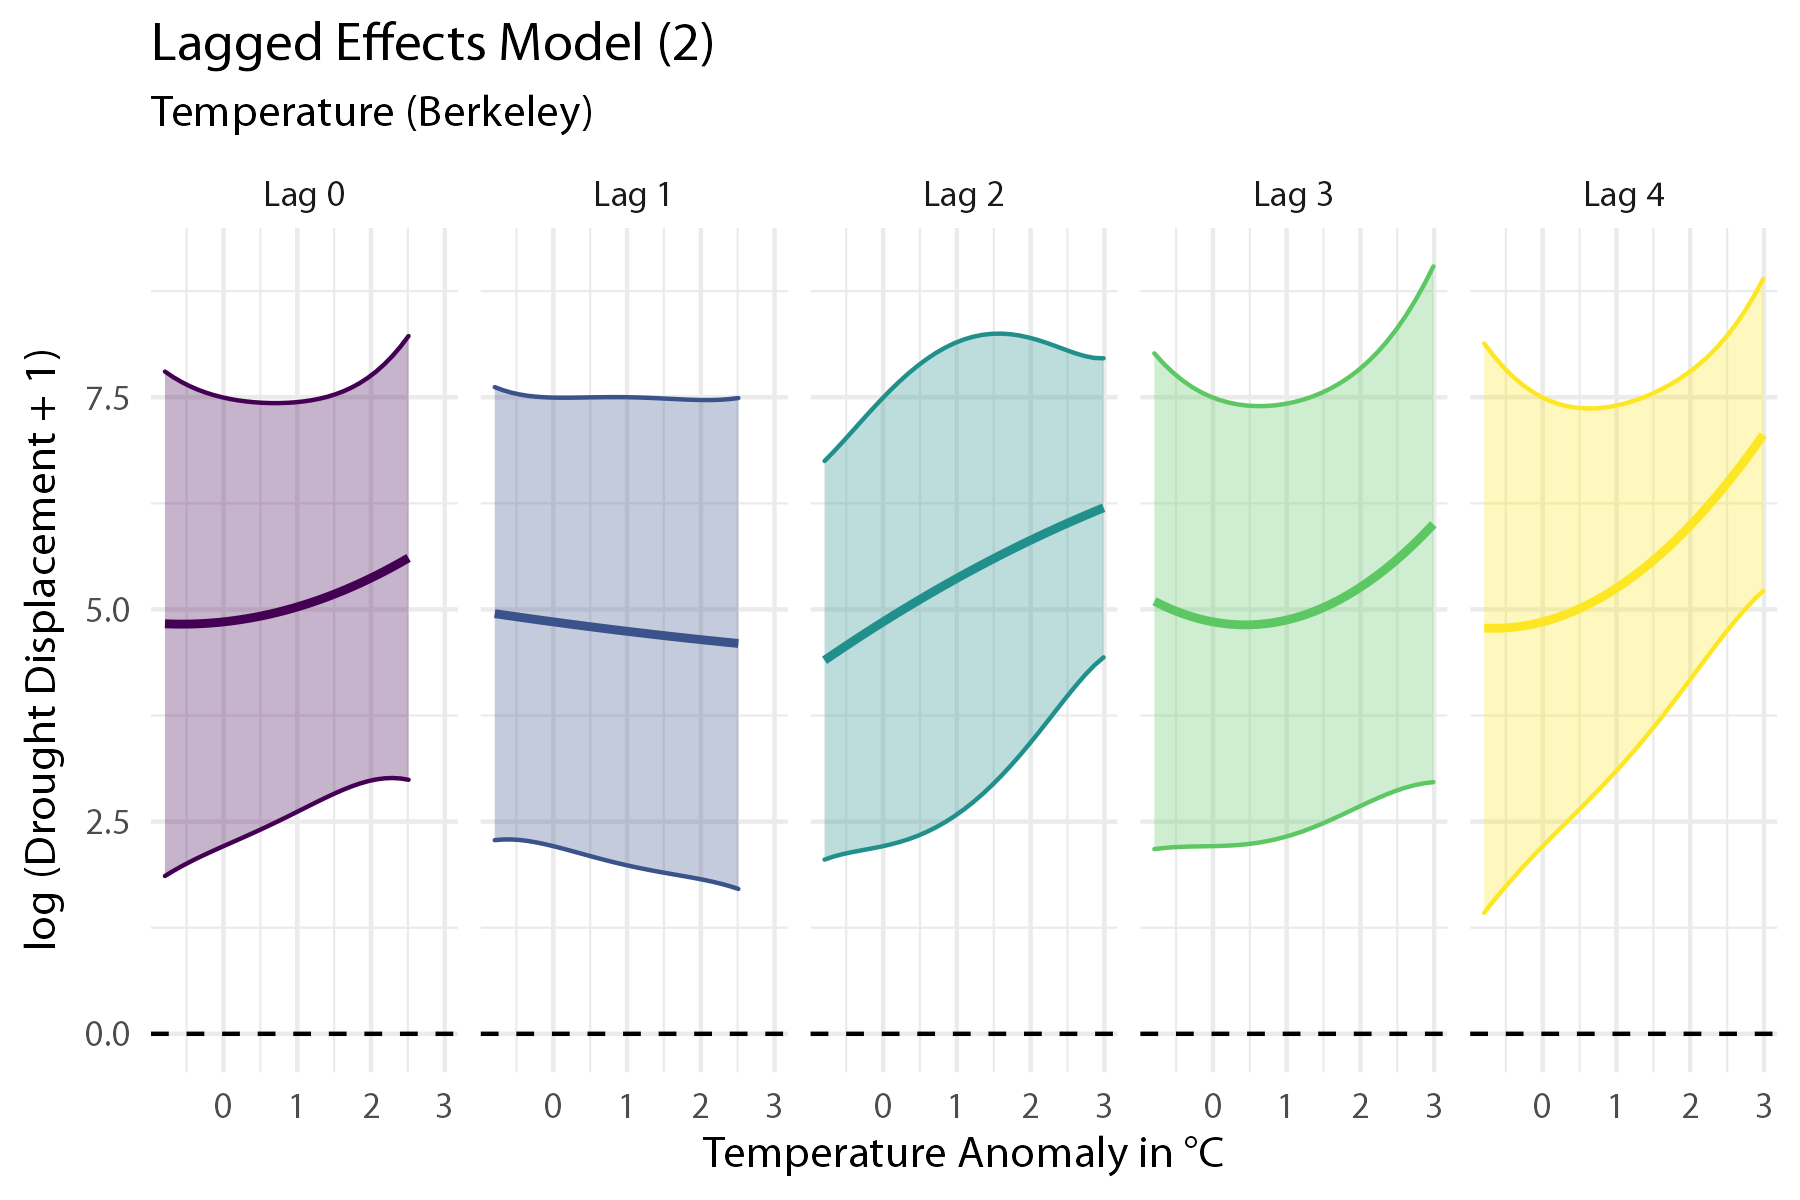 Lagged Effects Model (2)
Temperature (Berkeley)
Lag 0
Lag 1
Lag 2
Lag 3
Lag 4
log (Drought Displacement + 1)
7.5
5.0
2.5
0.0
0 1 2 3
0 1 2 3
0 1 2 3
0 1 2 3
0 1 2 3
Temperature Anomaly in °C